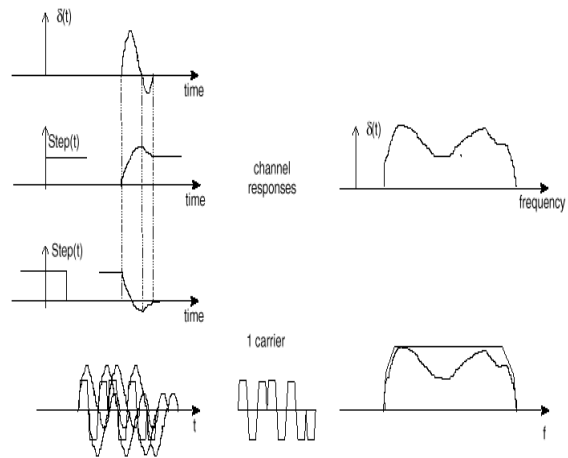 δ(t)
time
Step(t)
time
channel
responses
δ(t)
frequency
Step(t)
time
1 carrier
t
f